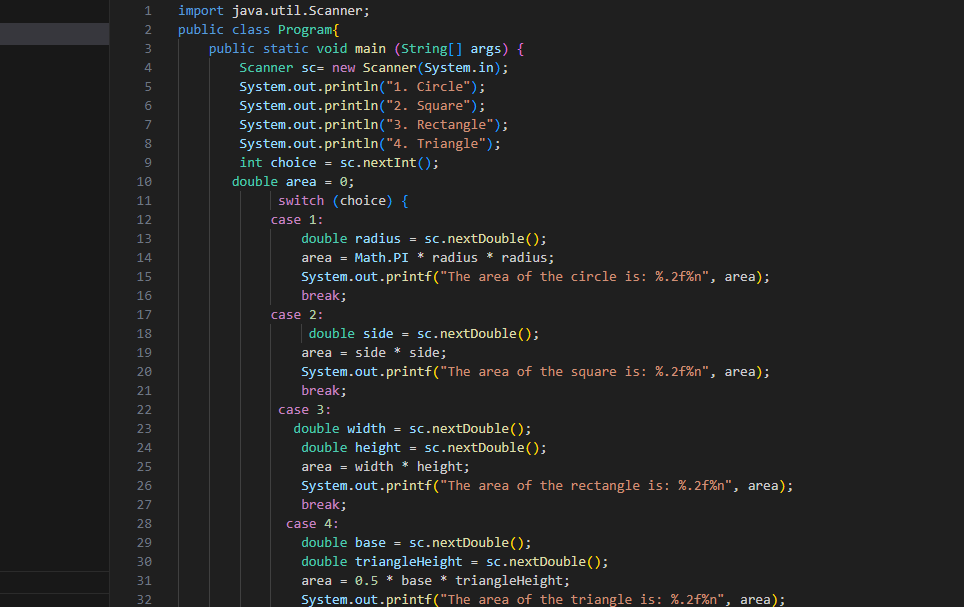 1 import java.util.Scanner;
2 public class Program{
3 public static void main (String[] args) {
4 Scanner sc= new Scanner(System.in);
5 System.out.println("1. Circle");
6 System.out.println("2. Square");
7 System.out.println("3. Rectangle");
8 System.out.println("4. Triangle");
9 int choice = sc.nextInt();
10 double area = 0;
11 switch (choice) {
12 case 1:
13 double radius = sc.nextDouble();
14 area = Math.PI * radius * radius;
15 System.out.printf("The area of the circle is: %.2f%n", area);
16 break;
17 case 2:
18 double side = sc.nextDouble();
19 area = side * side;
20 System.out.printf("The area of the square is: %.2f%n", area);
21 break;
22 case 3:
23 double width = sc.nextDouble();
24 double height = sc.nextDouble();
25 area = width * height;
26 System.out.printf("The area of the rectangle is: %.2f%n", area);
27 break;
28 case 4:
29 double base = sc.nextDouble();
30 double triangleHeight = sc.nextDouble();
31 area = 0.5 * base * triangleHeight;
32 System.out.printf("The area of the triangle is: %.2f%n", area);